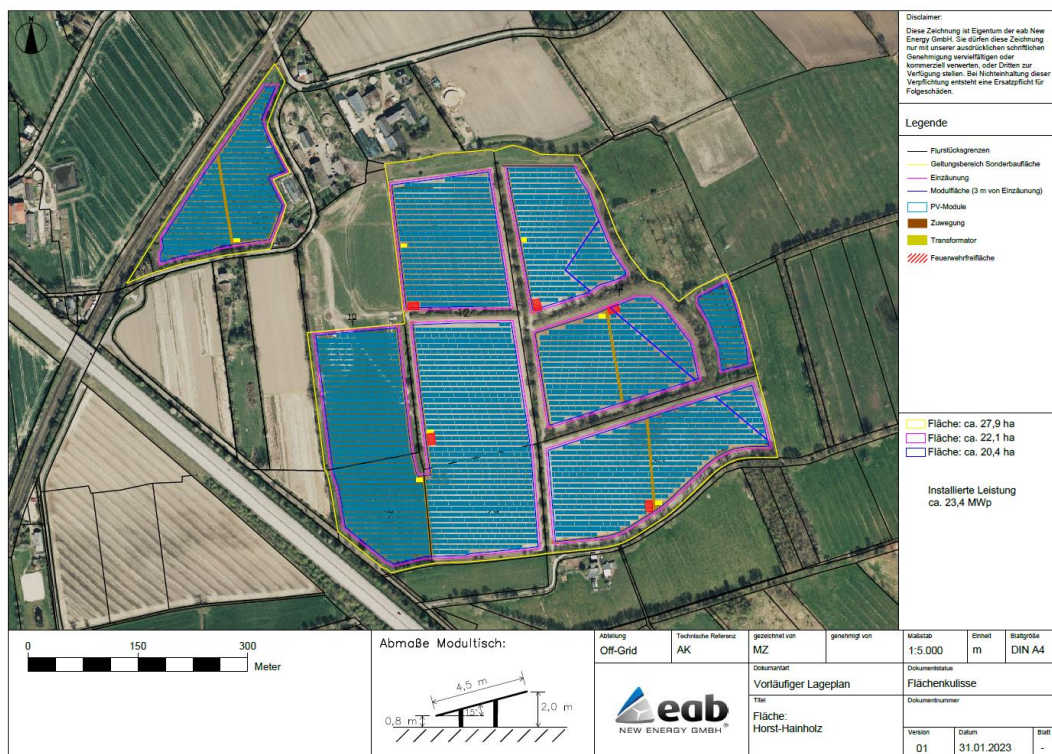 N
Disclaimer:
Diese Zeichnung ist Eigentum der eab New
Energy GmbH. Sie dürfen diese Zeichnung
nur mit unserer ausdrücklichen schriftlichen
Genehmigung vervielfältigen oder
kommerziell verwerten, oder Dritten zur
Verfügung stellen. Bei Nichteinhaltung dieser
Verpflichtung entsteht eine Ersatzpflicht für
Folgeschäden.
Legende
Flurstücksgrenzen
Geltungsbereich Sonderbaufläche
Einzäunung
Modulfläche (3 m von Einzäunung)
PV-Module
Zuwegung
Transformator
Feuerwehrfreifläche
12
Fläche: ca. 27,9 ha
Fläche: ca. 22,1 ha
Fläche: ca. 20,4 ha
Installierte Leistung
ca. 23,4 MWp
0 150 300
Meter
Abmaße Modultisch:
4,5 m
2,0 m
0,8 m
15°
Abteilung
Off-Grid
Technische Referenz
AK
gezeichnet von
MZ
genehmigt von
Maßstab
1:5.000
Einheit
m
Blattgröße
DIN A4
eab
NEW ENERGY GMBH
®
Dokumentart
Vorläufiger Lageplan
Dokumentstatus
Flächenkulisse
Titel
Fläche:
Horst-Hainholz
Dokumentnummer
Version
01
Datum
31.01.2023
Blatt
-